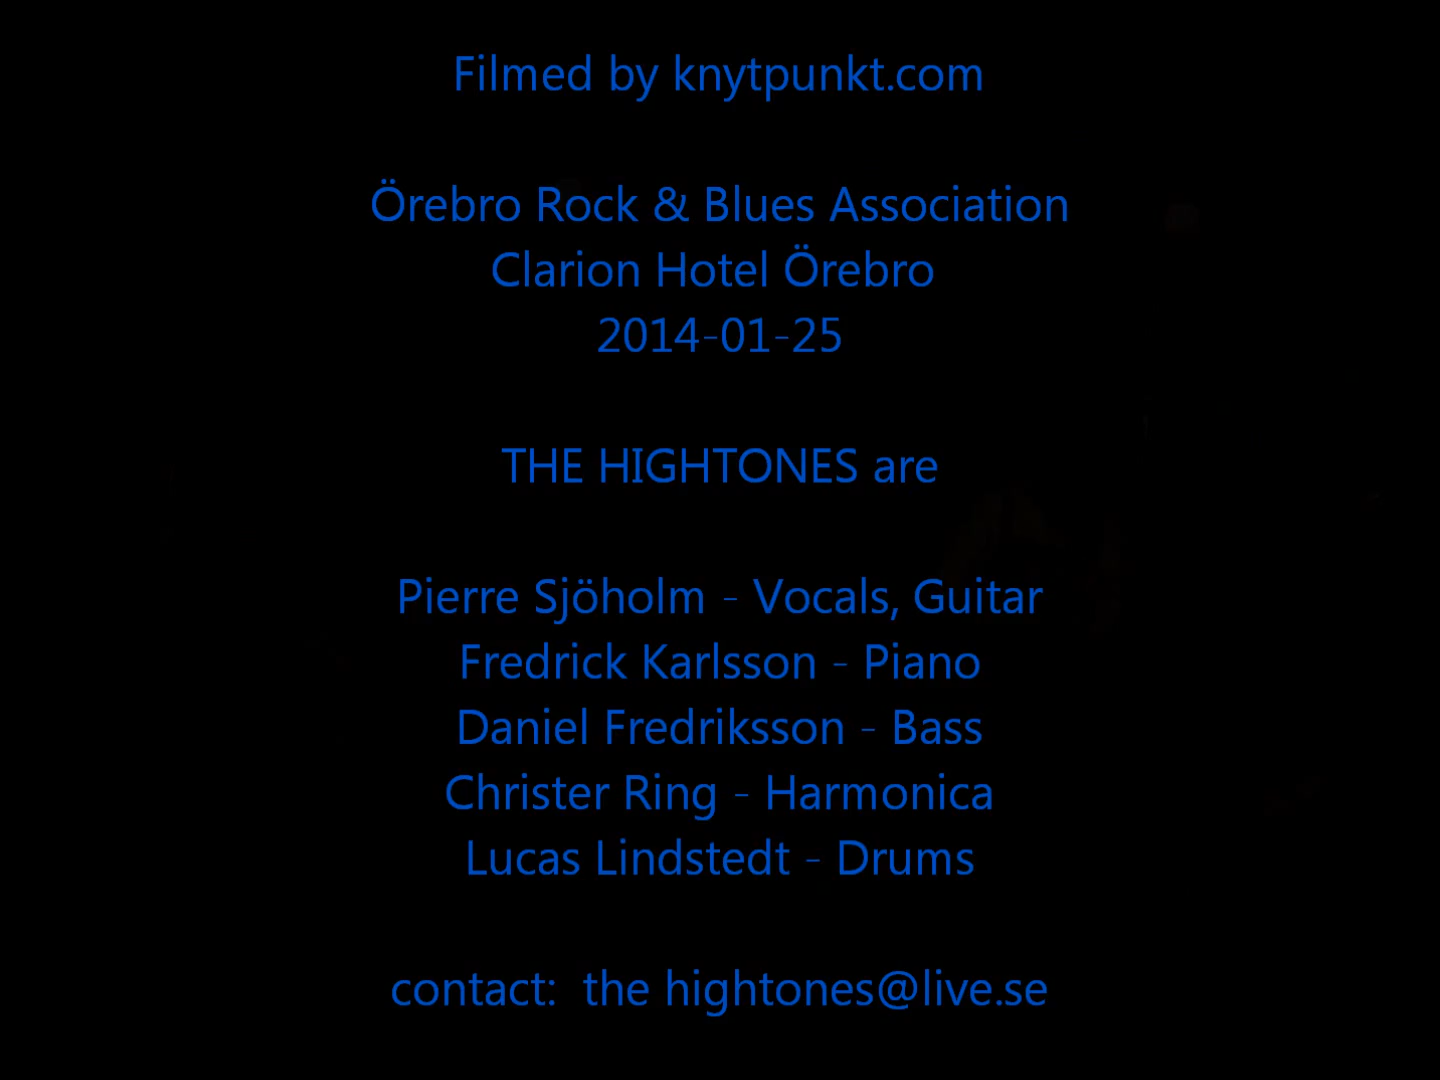 Filmed by knytpunkt.com
Örebro Rock & Blues Association
Clarion Hotel Örebro
2014-01-25
THE HIGHTONES are
Pierre Sjöholm - Vocals, Guitar
Fredrick Karlsson - Piano
Daniel Fredriksson - Bass
Christer Ring - Harmonica
Lucas Lindstedt - Drums
contact:  the hightones@live.se